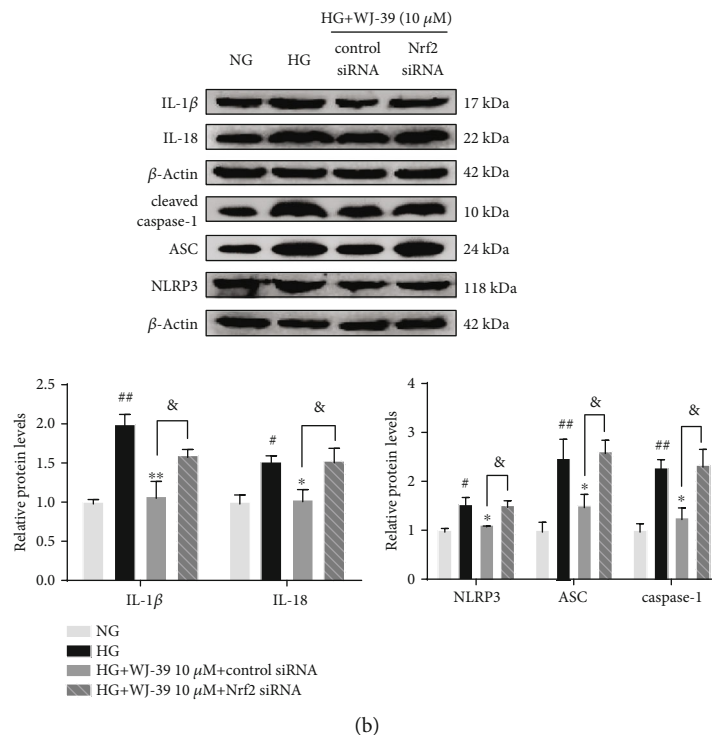 HG+WJ-39 (10 μM)
NG HG control siRNA Nrf2 siRNA
IL-1β 17 kDa
IL-18 22 kDa
β-Actin 42 kDa
cleaved caspase-1 10 kDa
ASC 24 kDa
NLRP3 118 kDa
β-Actin 42 kDa
Relative protein levels
2.5
2.0
1.5
1.0
0.5
0.0
## ** &
# * &
IL-1β IL-18
Relative protein levels
4
3
2
1
0
# * &
## * &
## * &
NLRP3 ASC caspase-1
NG
HG
HG+WJ-39 10 μM+control siRNA
HG+WJ-39 10 μM+Nrf2 siRNA
(b)